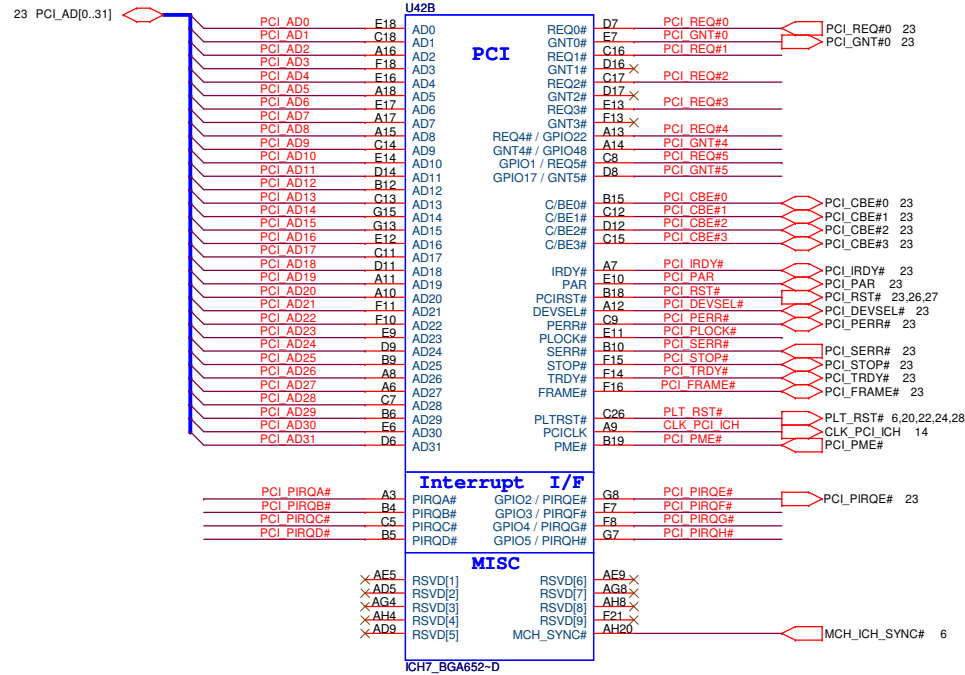 U42B
23 PCI_AD[0..31]
PCI
PCI_AD0 E18 AD0 REQ0# D7 PCI_REQ#0 PCI_REQ#0 23
PCI_AD1 C18 AD1 GNT0# E7 PCI_GNT#0 PCI_GNT#0 23
PCI_AD2 A16 AD2 REQ1# C16 PCI_REQ#1
PCI_AD3 F18 AD3 GNT1# D16
PCI_AD4 E16 AD4 REQ2# C17 PCI_REQ#2
PCI_AD5 A18 AD5 GNT2# D17
PCI_AD6 E17 AD6 REQ3# E13 PCI_REQ#3
PCI_AD7 A17 AD7 GNT3# F13
PCI_AD8 A15 AD8 REQ4# / GPIO22 A13 PCI_REQ#4
PCI_AD9 C14 AD9 GNT4# / GPIO48 A14 PCI_GNT#4
PCI_AD10 E14 AD10 GPIO1 / REQ5# C8 PCI_REQ#5
PCI_AD11 D14 AD11 GPIO17 / GNT5# D8 PCI_GNT#5
PCI_AD12 B12 AD12
PCI_AD13 C13 AD13 C/BE0# B15 PCI_CBE#0 PCI_CBE#0 23
PCI_AD14 G15 AD14 C/BE1# C12 PCI_CBE#1 PCI_CBE#1 23
PCI_AD15 G13 AD15 C/BE2# D12 PCI_CBE#2 PCI_CBE#2 23
PCI_AD16 E12 AD16 C/BE3# C15 PCI_CBE#3 PCI_CBE#3 23
PCI_AD17 C11 AD17
PCI_AD18 D11 AD18 IRDY# A7 PCI_IRDY# PCI_IRDY# 23
PCI_AD19 A11 AD19 PAR E10 PCI_PAR PCI_PAR 23
PCI_AD20 A10 AD20 PCIRST# B18 PCI_RST# PCI_RST# 23,26,27
PCI_AD21 F11 AD21 DEVSEL# A12 PCI_DEVSEL# PCI_DEVSEL# 23
PCI_AD22 F10 AD22 PERR# C9 PCI_PERR# PCI_PERR# 23
PCI_AD23 E9 AD23 PLOCK# E11 PCI_PLOCK#
PCI_AD24 D9 AD24 SERR# B10 PCI_SERR# PCI_SERR# 23
PCI_AD25 B9 AD25 STOP# F15 PCI_STOP# PCI_STOP# 23
PCI_AD26 A8 AD26 TRDY# F14 PCI_TRDY# PCI_TRDY# 23
PCI_AD27 A6 AD27 FRAME# F16 PCI_FRAME# PCI_FRAME# 23
PCI_AD28 C7 AD28
PCI_AD29 B6 AD29 PLTRST# C26 PLT_RST# PLT_RST# 6,20,22,24,28
PCI_AD30 E6 AD30 PCICLK A9 CLK_PCI_ICH CLK_PCI_ICH 14
PCI_AD31 D6 AD31 PME# B19 PCI_PME# PCI_PME#
Interrupt I/F
PCI_PIRQA# A3 PIRQA# GPIO2 / PIRQE# G8 PCI_PIRQE# PCI_PIRQE# 23
PCI_PIRQB# B4 PIRQB# GPIO3 / PIRQF# F7 PCI_PIRQF#
PCI_PIRQC# C5 PIRQC# GPIO4 / PIRQG# F8 PCI_PIRQG#
PCI_PIRQD# B5 PIRQD# GPIO5 / PIRQH# G7 PCI_PIRQH#
MISC
AE5 RSVD[1] RSVD[6] AE9
AD5 RSVD[2] RSVD[7] AG8
AG4 RSVD[3] RSVD[8] AH8
AH4 RSVD[4] RSVD[9] F21
AD9 RSVD[5] MCH_SYNC# AH20 MCH_ICH_SYNC# 6
ICH7_BGA652~D